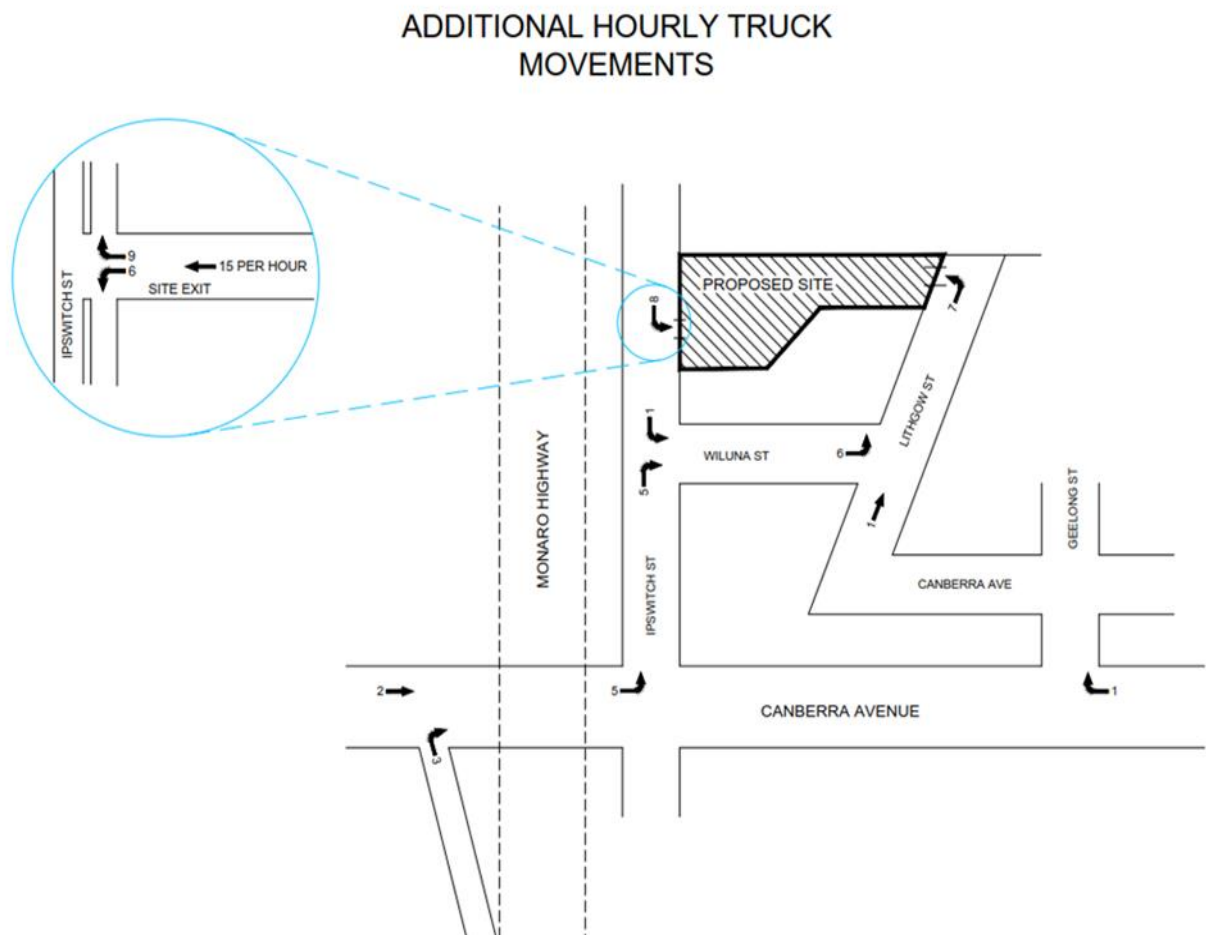 ADDITIONAL HOURLY TRUCK
MOVEMENTS
9
6
15 PER HOUR
SITE EXIT
IPSWITCH ST
PROPOSED SITE
8
7
1
5
WILUNA ST
6
LITHGOW ST
1
MONARO HIGHWAY
IPSWITCH ST
GEELONG ST
CANBERRA AVE
2
5
CANBERRA AVENUE
1
3